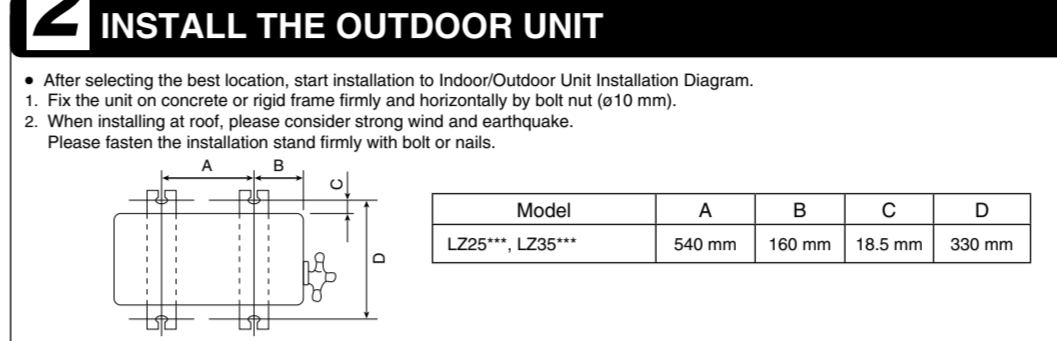 2 INSTALL THE OUTDOOR UNIT
• After selecting the best location, start installation to Indoor/Outdoor Unit Installation Diagram.
1. Fix the unit on concrete or rigid frame firmly and horizontally by bolt nut (ø10 mm).
2. When installing at roof, please consider strong wind and earthquake.
Please fasten the installation stand firmly with bolt or nails.
A B
C
D
Model A B C D
LZ25***, LZ35*** 540 mm 160 mm 18.5 mm 330 mm